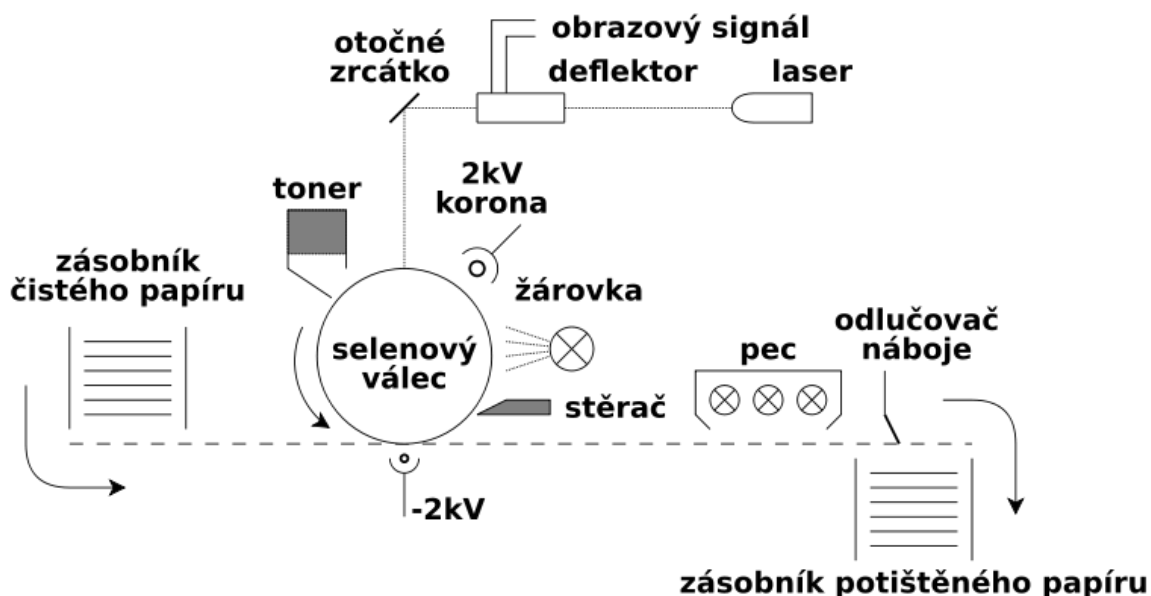 obrazový signál
otočné
zrcátko
deflektor
laser
2kV
korona
toner
zásobník
čistého papíru
žárovka
selenový
válec
odlučovač
náboje
pec
stěrač
-2kV
zásobník potištěného papíru